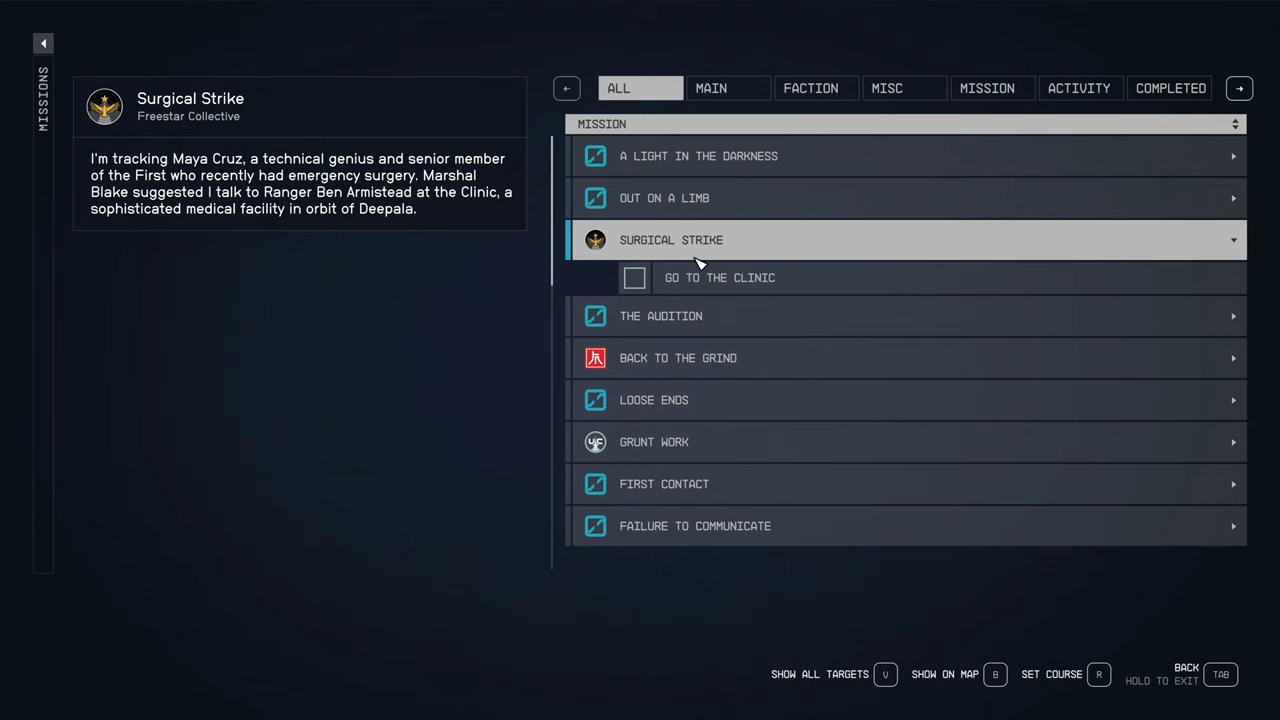 MISSIONS
Surgical Strike
Freestar Collective
I'm tracking Maya Cruz, a technical genius and senior member
of the First who recently had emergency surgery. Marshal
Blake suggested I talk to Ranger Ben Armistead at the Clinic, a
sophisticated medical facility in orbit of Deepala.
ALL MAIN FACTION MISC MISSION ACTIVITY COMPLETED
MISSION
A LIGHT IN THE DARKNESS
OUT ON A LIMB
SURGICAL STRIKE
GO TO THE CLINIC
THE AUDITION
BACK TO THE GRIND
LOOSE ENDS
UC GRUNT WORK
FIRST CONTACT
FAILURE TO COMMUNICATE
SHOW ALL TARGETS V SHOW ON MAP B SET COURSE R BACK TAB
HOLD TO EXIT